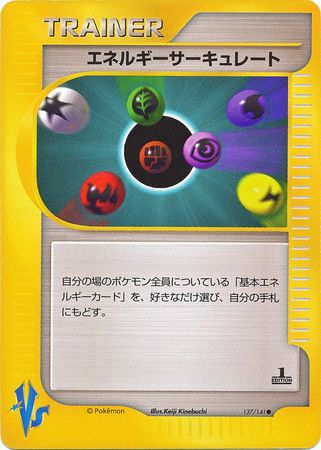 TRAINER
エネルギーサーキュレート
自分の場のポケモン全員についている「基本エネ
ルギーカード」を、好きなだけ選び、自分の手札
にもどす。
1
EDITION
VS
© Pokémon
Illus.Keiji Kinebuchi
137/141●